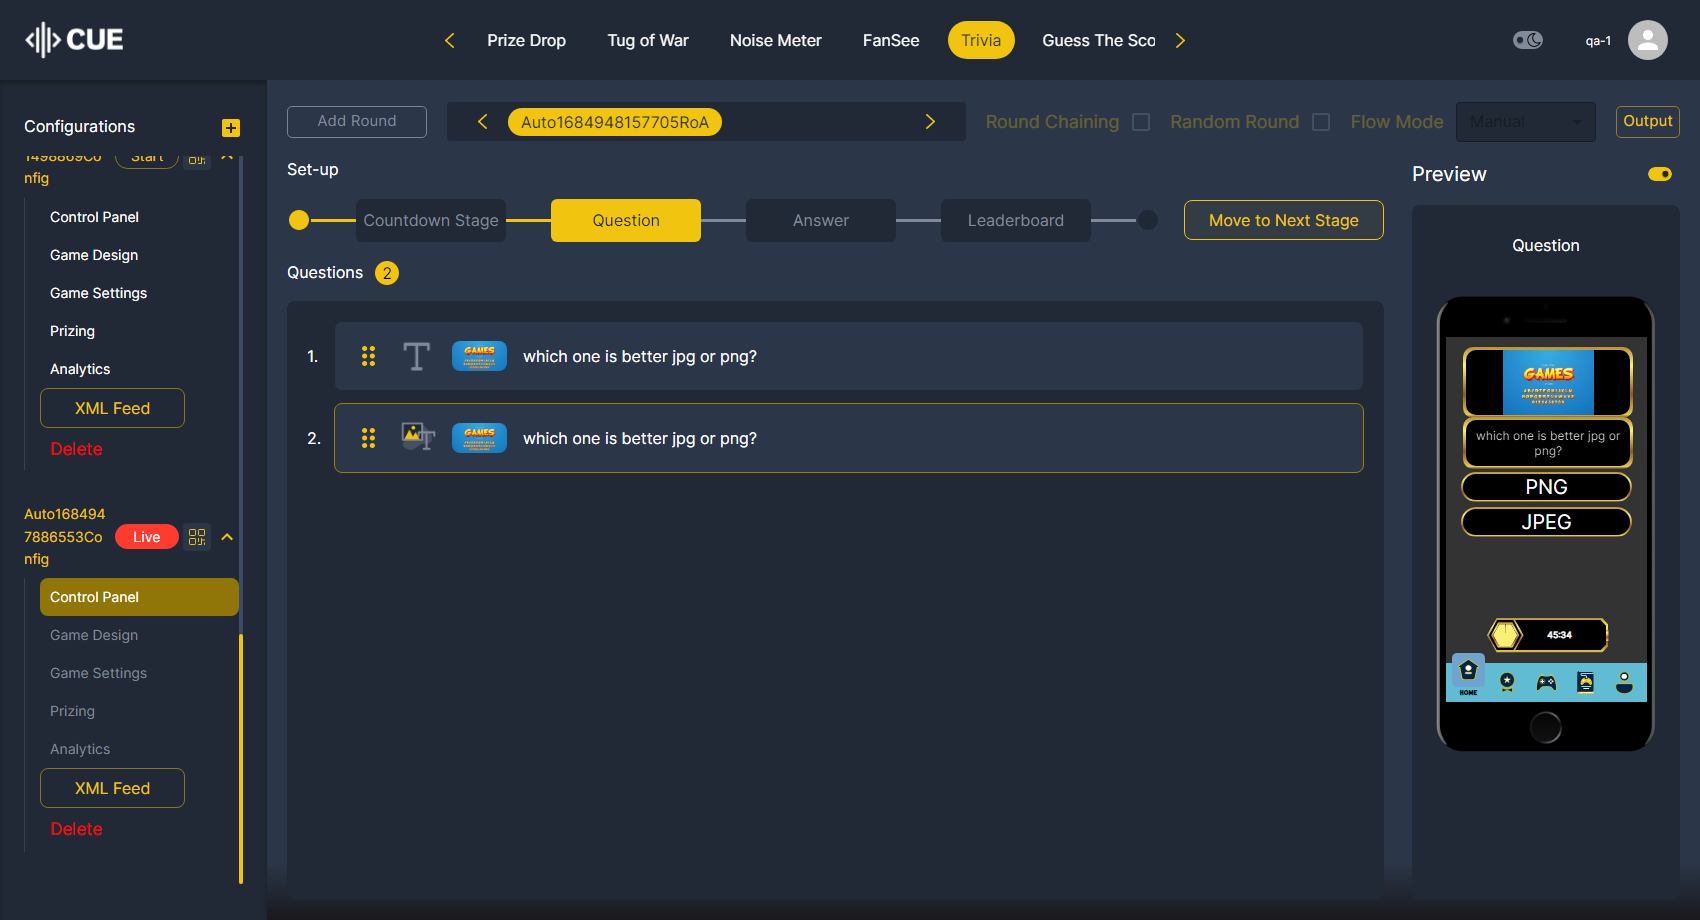 CUE
Prize Drop
Tug of War
Noise Meter
FanSee
Trivia
Guess The Sco
qa-1
Configurations
1498869Co
nfig
Start
Control Panel
Game Design
Game Settings
Prizing
Analytics
XML Feed
Delete
Auto168494
7886553Co
nfig
Live
Control Panel
Game Design
Game Settings
Prizing
Analytics
XML Feed
Delete
Add Round
Auto1684948157705RoA
Round Chaining
Random Round
Flow Mode
Manual
Output
Set-up
Countdown Stage
Question
Answer
Leaderboard
Move to Next Stage
Questions 2
1.
GAMES
which one is better jpg or png?
2.
GAMES
which one is better jpg or png?
Preview
Question
GAMES
which one is better jpg or
png?
PNG
JPEG
45:34
HOME